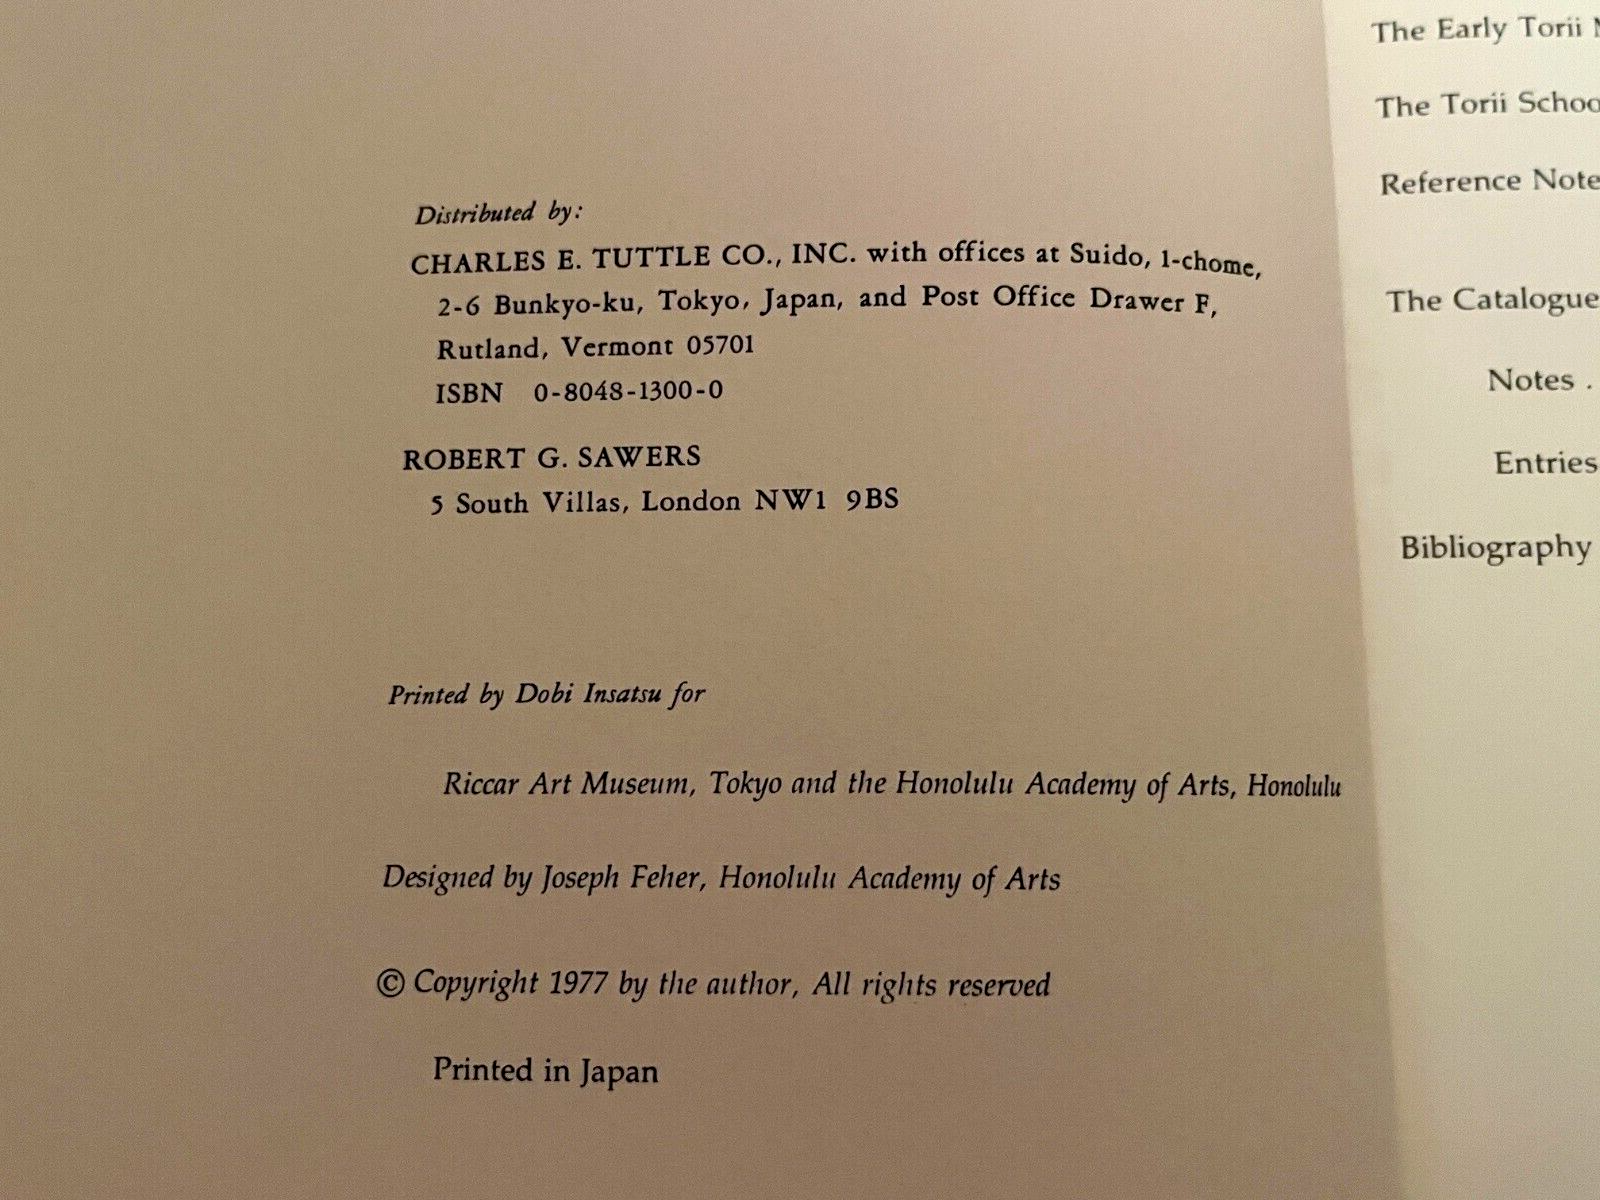 Distributed by:
CHARLES E. TUTTLE CO., INC. with offices at Suido, 1-chome,
2-6 Bunkyo-ku, Tokyo, Japan, and Post Office Drawer F,
Rutland, Vermont 05701
ISBN 0-8048-1300-0
ROBERT G. SAWERS
5 South Villas, London NW1 9BS
Printed by Dobi Insatsu for
Riccar Art Museum, Tokyo and the Honolulu Academy of Arts, Honolulu
Designed by Joseph Feher, Honolulu Academy of Arts
© Copyright 1977 by the author, All rights reserved
Printed in Japan
The Early Torii
The Torii
Reference
The Catalogue
Notes .
Entries
Bibliography